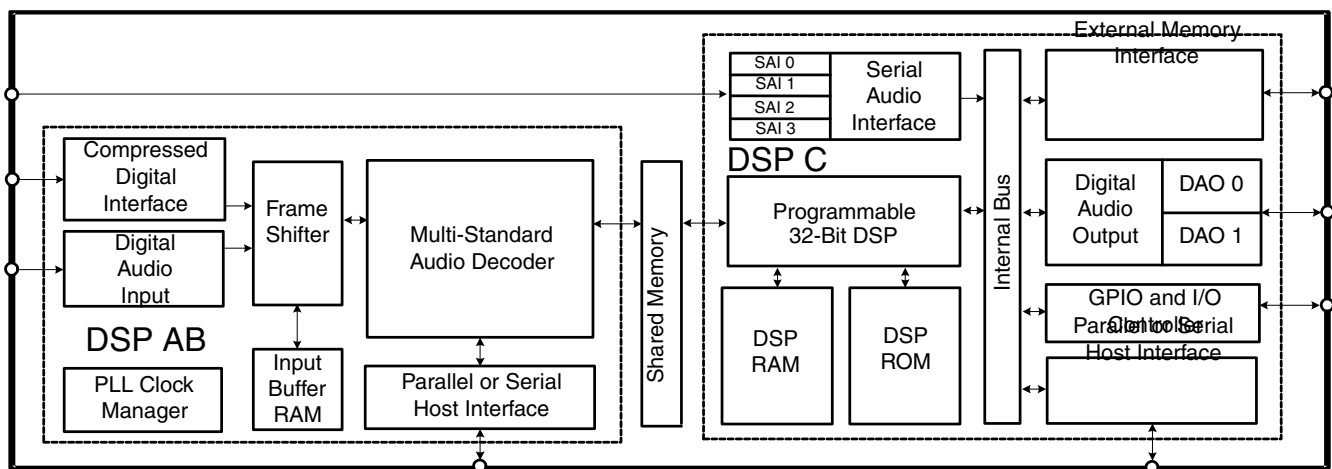 Compressed
Digital
Interface
Digital
Audio
Input
DSP AB
PLL Clock
Manager
Frame
Shifter
Input
Buffer
RAM
Multi-Standard
Audio Decoder
Parallel or Serial
Host Interface
Shared Memory
SAI 0
SAI 1
SAI 2
SAI 3
Serial
Audio
Interface
DSP C
Programmable
32-Bit DSP
DSP
RAM
DSP
ROM
Internal Bus
External Memory
Interface
Digital
Audio
Output
DAO 0
DAO 1
GPIO and I/O
Controller
Parallel or Serial
Host Interface